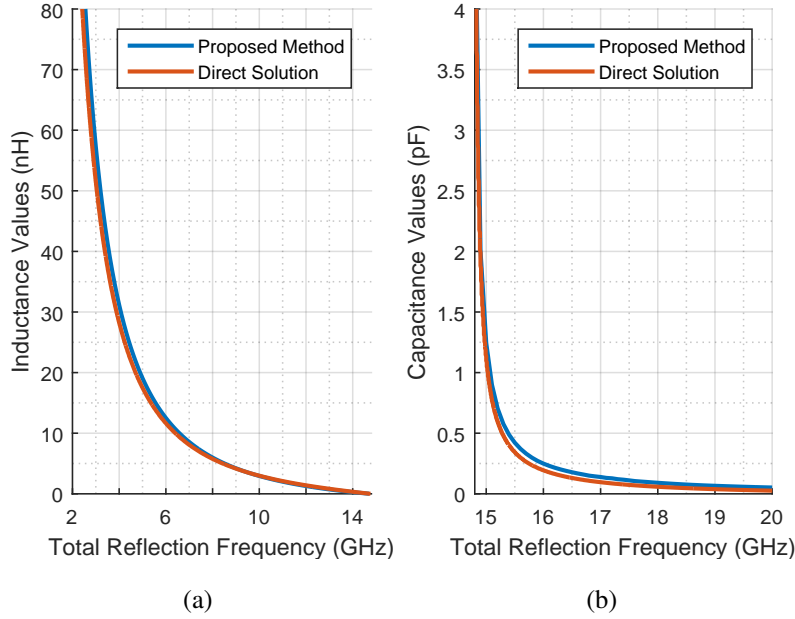 80
70
60
50
40
30
20
10
0
Inductance Values (nH)
Proposed Method
Direct Solution
2
6
10
14
Total Reflection Frequency (GHz)
(a)
4
3.5
3
2.5
2
1.5
1
0.5
0
Capacitance Values (pF)
Proposed Method
Direct Solution
15
16
17
18
19
20
Total Reflection Frequency (GHz)
(b)